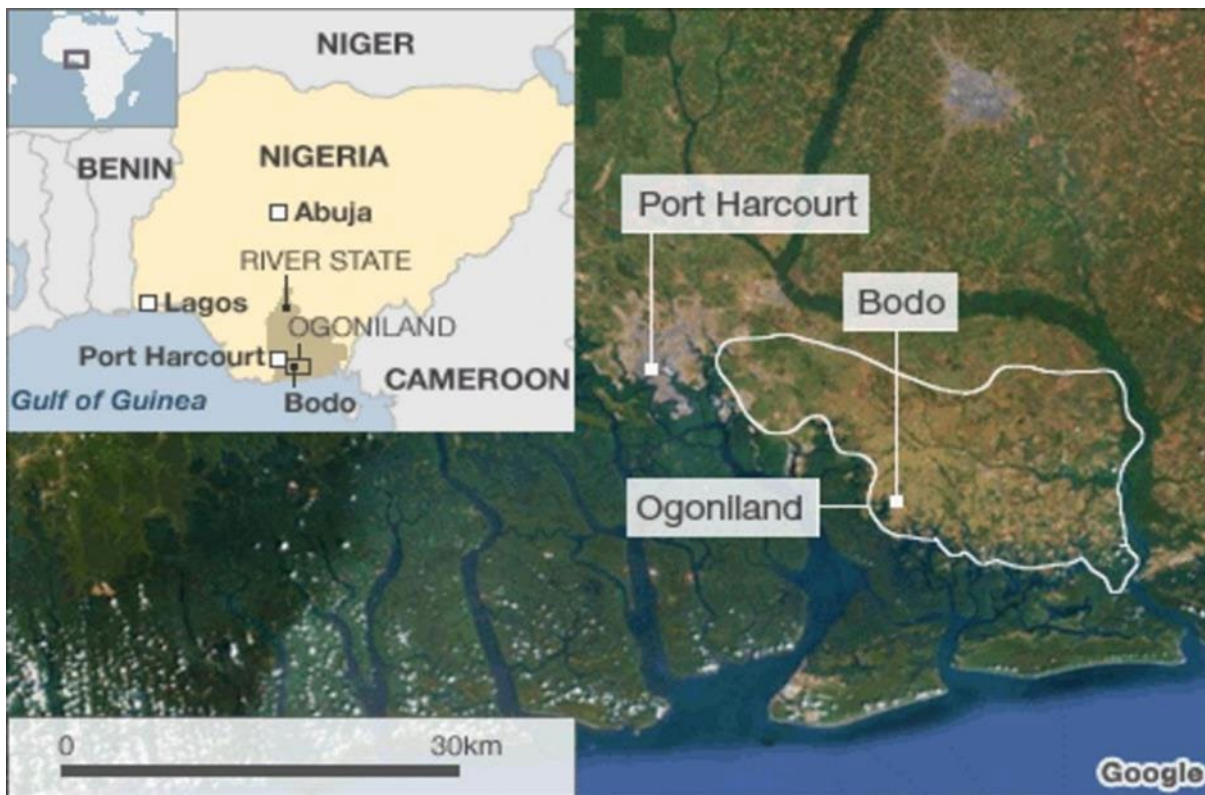 NIGER
BENIN
NIGERIA
Abuja
RIVER STATE
Lagos
OGONILAND
Port Harcourt
CAMEROON
Gulf of Guinea
Bodo
Port Harcourt
Bodo
Ogoniland
0 30km
Google